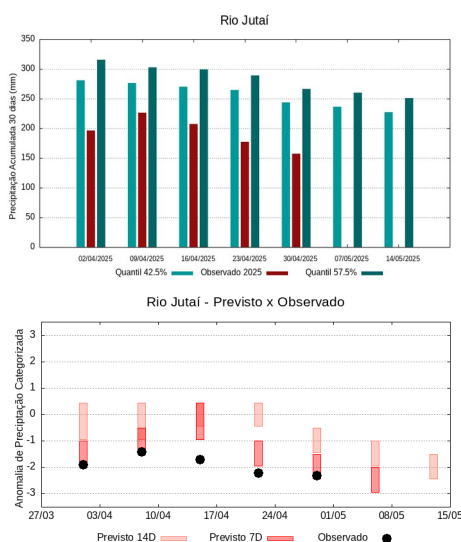 Rio Jutaí
Precipitação Acumulada 30 dias (mm)
350
300
250
200
150
100
50
0
02/04/2025 09/04/2025 16/04/2025 23/04/2025 30/04/2025 07/05/2025 14/05/2025
Quantil 42.5% Observado 2025 Quantil 57.5%
Rio Jutaí - Previsto x Observado
Anomalia de Precipitação Categorizada
3
2
1
0
-1
-2
-3
27/03 03/04 10/04 17/04 24/04 01/05 08/05 15/05
Previsto 14D Previsto 7D Observado